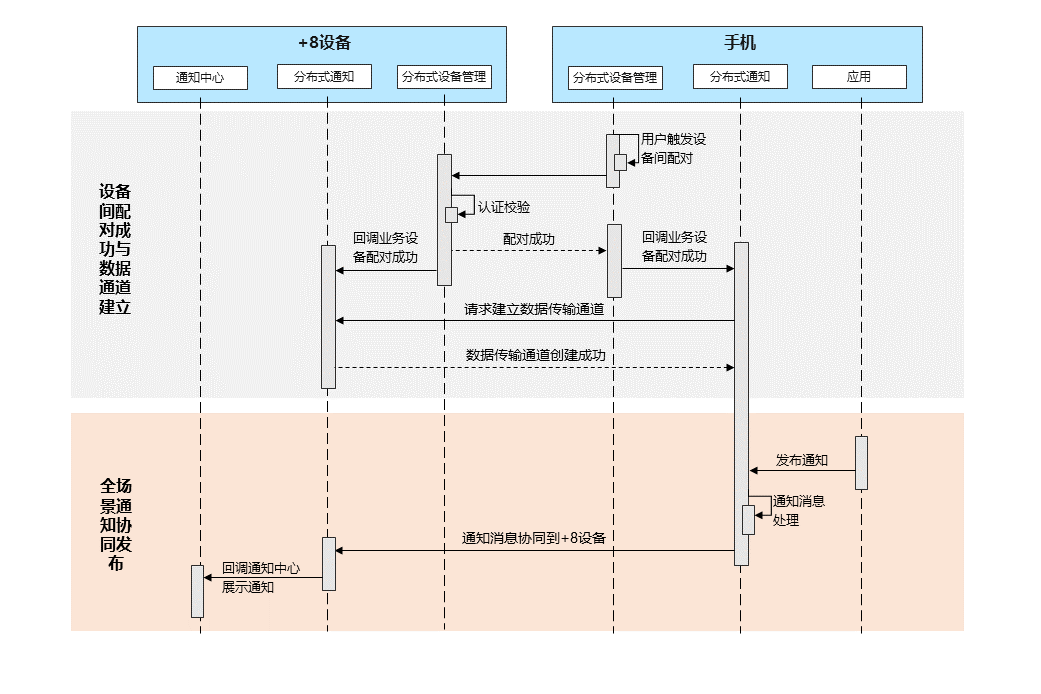 +8设备
手机
通知中心
分布式通知
分布式设备管理
分布式设备管理
分布式通知
应用
设备
间配
对成
功与
数据
通道
建立
用户触发设
备间配对
认证校验
回调业务设
备配对成功
配对成功
回调业务设
备配对成功
请求建立数据传输通道
数据传输通道创建成功
全场
景通
知协
同发
布
发布通知
通知消息
处理
通知消息协同到+8设备
回调通知中心
展示通知